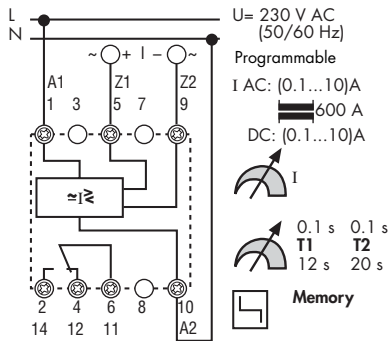 L
N
U= 230 V AC
(50/60 Hz)
~ + I – ~
Programmable
A1 Z1 Z2
1 3 5 7 9
I AC: (0.1...10)A
600 A
DC: (0.1...10)A
≃I≷
I
0.1 s 0.1 s
T1 T2
12 s 20 s
2 4 6 8 10
14 12 11 A2
Memory